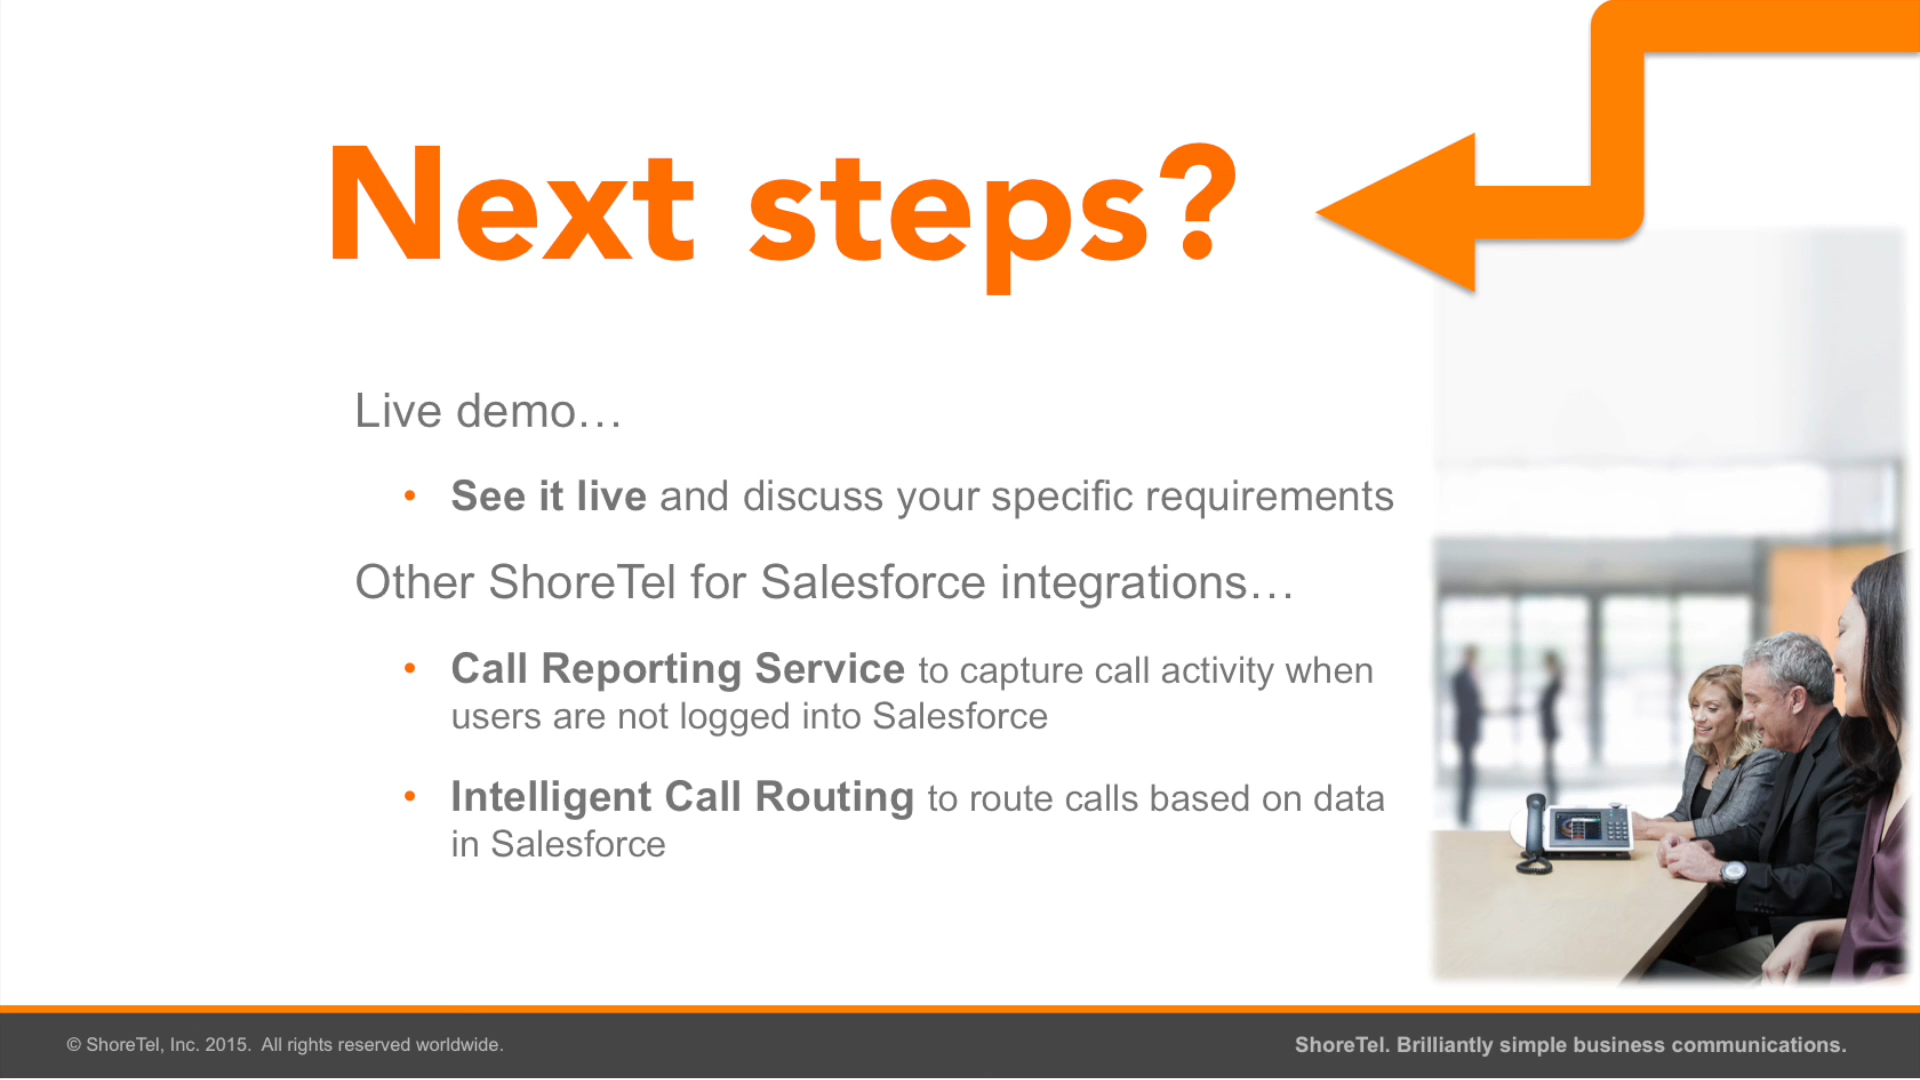 Next steps?
Live demo…
• See it live and discuss your specific requirements
Other ShoreTel for Salesforce integrations…
• Call Reporting Service to capture call activity when
users are not logged into Salesforce
• Intelligent Call Routing to route calls based on data
in Salesforce
© ShoreTel, Inc. 2015.  All rights reserved worldwide.
ShoreTel. Brilliantly simple business communications.